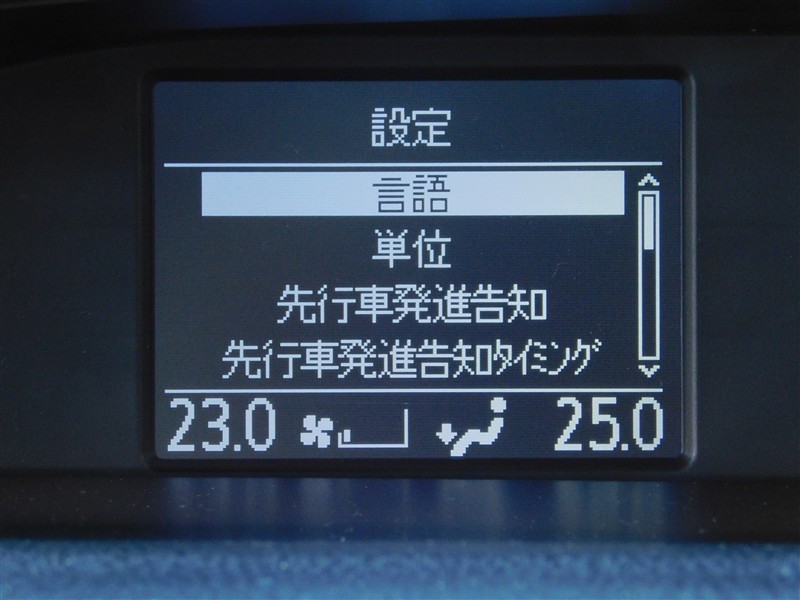 設定
言語
単位
先行車発進告知
先行車発進告知ﾀｲﾐﾝｸﾞ
23.0 25.0